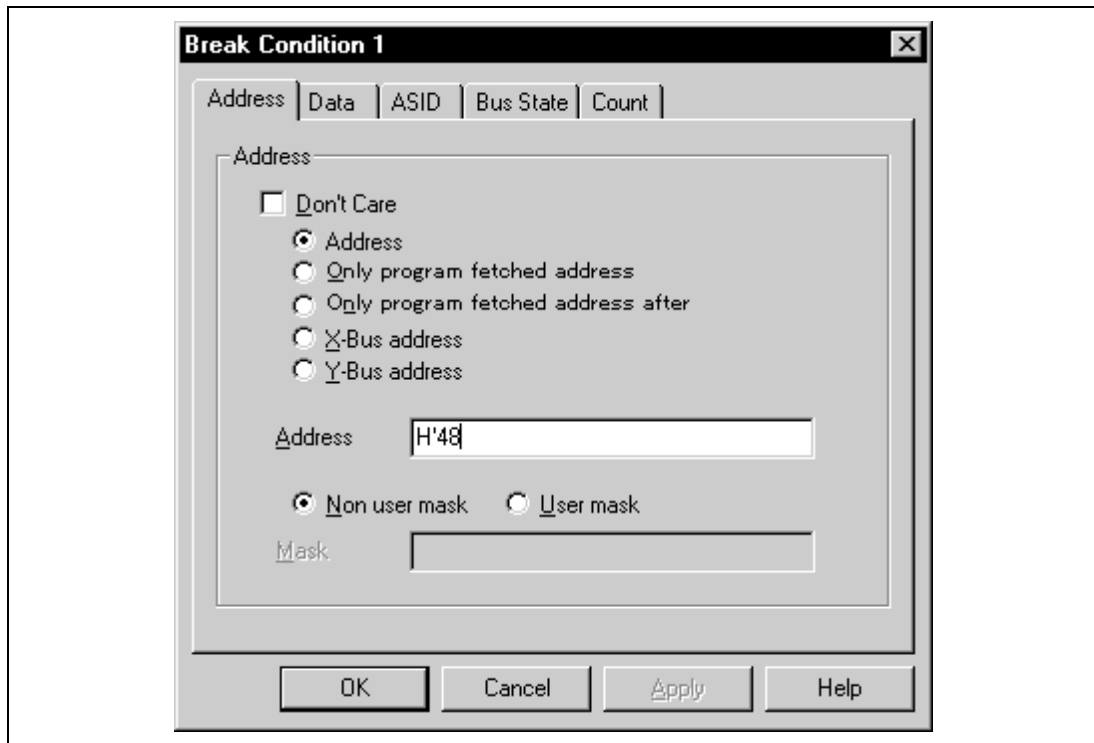 Break Condition 1
Address Data ASID Bus State Count
Address
Don't Care
Address
Only program fetched address
Only program fetched address after
X-Bus address
Y-Bus address
Address H'48
Non user mask User mask
Mask
OK Cancel Apply Help